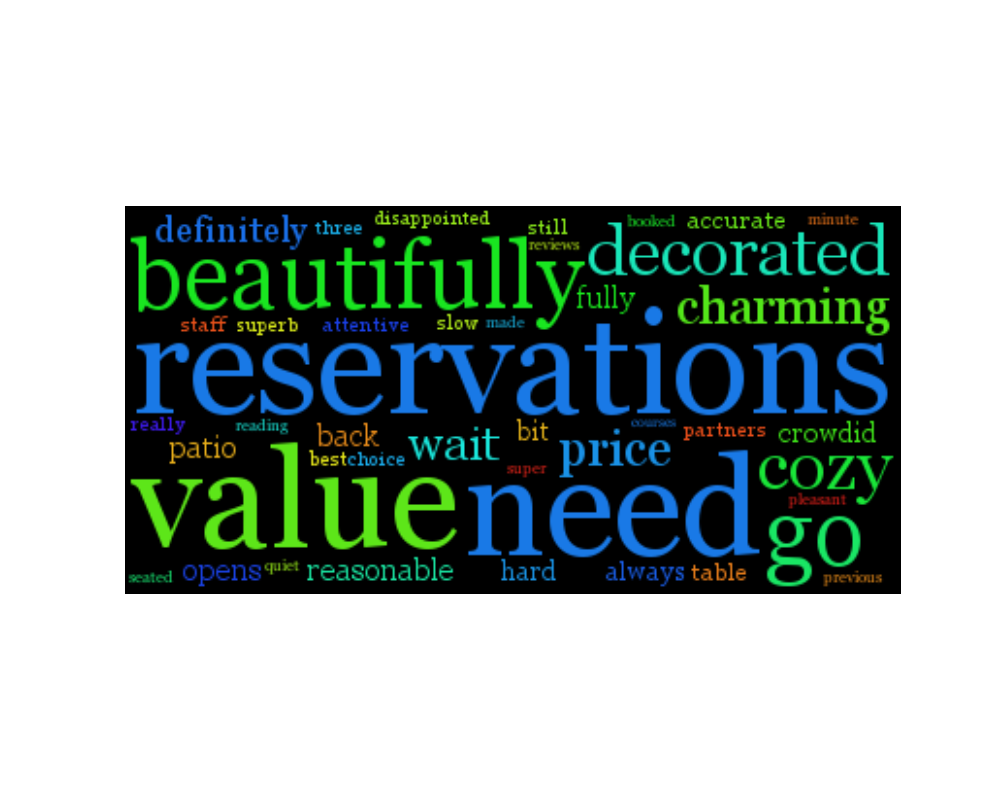 definitely three disappointed still booked accurate minute
beautifully reviews decorated
fully charming
staff superb attentive slow made
reservations
really reading back wait bit courses partners crowdid
patio best choice super price cozy
value need pleasant
go
seated opens quiet reasonable hard always table previous